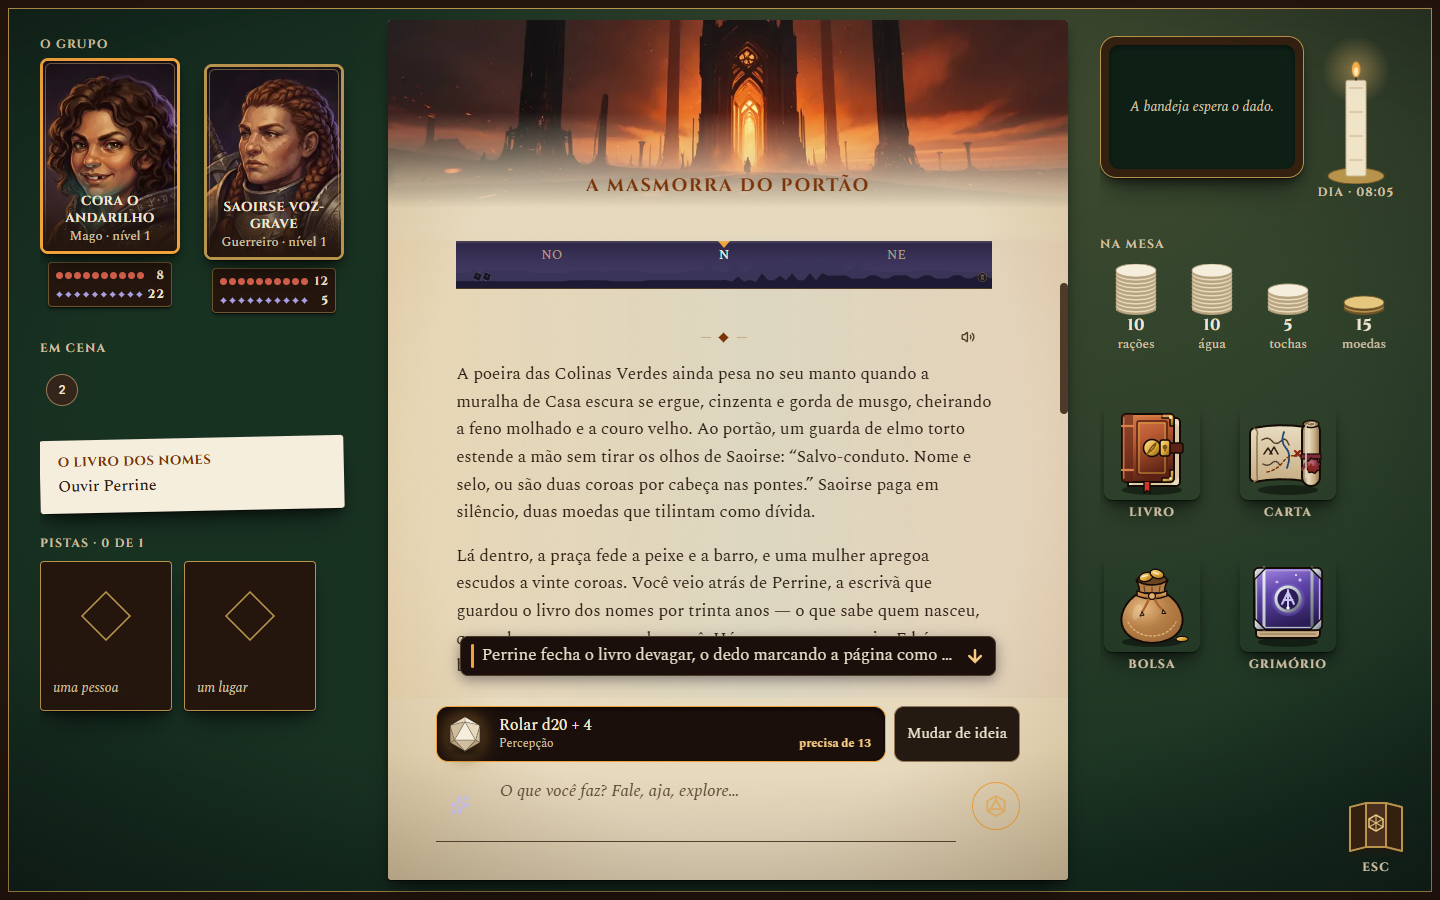 O GRUPO
CORA O
ANDARILHO
Mago · nível 1
8
22
SAOIRSE VOZ-
GRAVE
Guerreiro · nível 1
12
5
EM CENA
2
O LIVRO DOS NOMES
Ouvir Perrine
PISTAS · 0 DE 1
uma pessoa
um lugar
A MASMORRA DO PORTÃO
NO
N
NE
A poeira das Colinas Verdes ainda pesa no seu manto quando a
muralha de Casa escura se ergue, cinzenta e gorda de musgo, cheirando
a feno molhado e a couro velho. Ao portão, um guarda de elmo torto
estende a mão sem tirar os olhos de Saoirse: “Salvo-conduto. Nome e
selo, ou são duas coroas por cabeça nas pontes.” Saoirse paga em
silêncio, duas moedas que tilintam como dívida.
Lá dentro, a praça fede a peixe e a barro, e uma mulher apregoa
escudos a vinte coroas. Você veio atrás de Perrine, a escrivã que
guardou o livro dos nomes por trinta anos — o que sabe quem nasceu,
Perrine fecha o livro devagar, o dedo marcando a página como ...
Rolar d20 + 4
Percepção
precisa de 13
Mudar de ideia
O que você faz? Fale, aja, explore...
A bandeja espera o dado.
DIA · 08:05
NA MESA
10
rações
10
água
5
tochas
15
moedas
LIVRO
CARTA
BOLSA
GRIMÓRIO
ESC